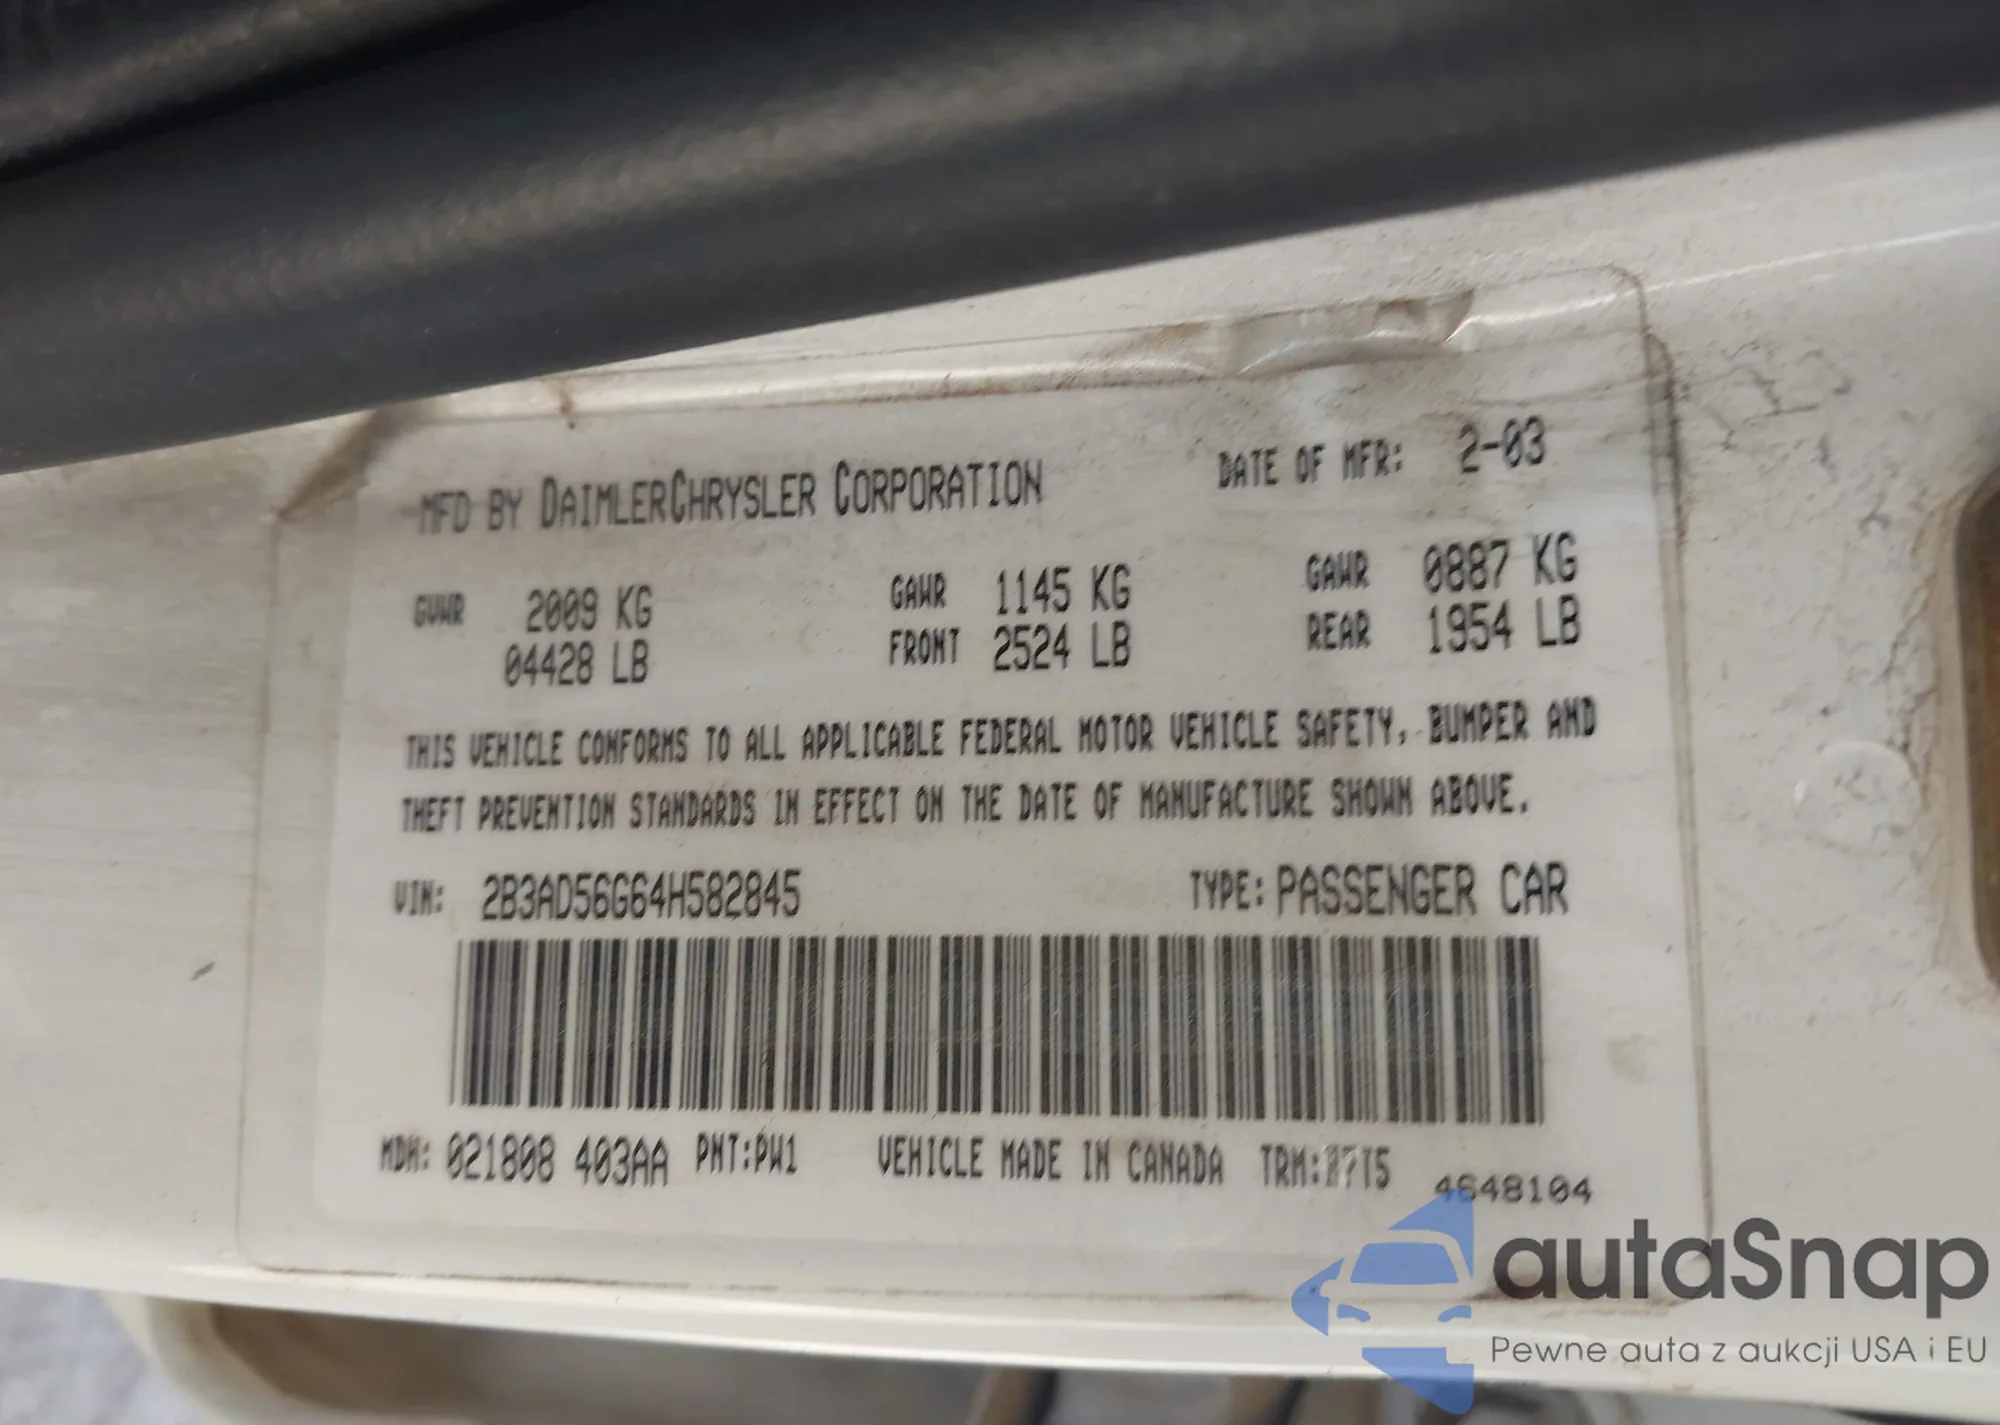 MFD BY DAIMLERCHRYSLER CORPORATION DATE OF MFR: 2-03
GVWR 2009 KG GAWR 1145 KG GAWR 0887 KG
04428 LB FRONT 2524 LB REAR 1954 LB
THIS VEHICLE CONFORMS TO ALL APPLICABLE FEDERAL MOTOR VEHICLE SAFETY, BUMPER AND
THEFT PREVENTION STANDARDS IN EFFECT ON THE DATE OF MANUFACTURE SHOWN ABOVE.
VIN: 2B3AD56G64H582845 TYPE: PASSENGER CAR
MDH: 021808 403AA PNT:PW1 VEHICLE MADE IN CANADA TRM: 4648104
autaSnap
Pewne auta z aukcji USA i EU